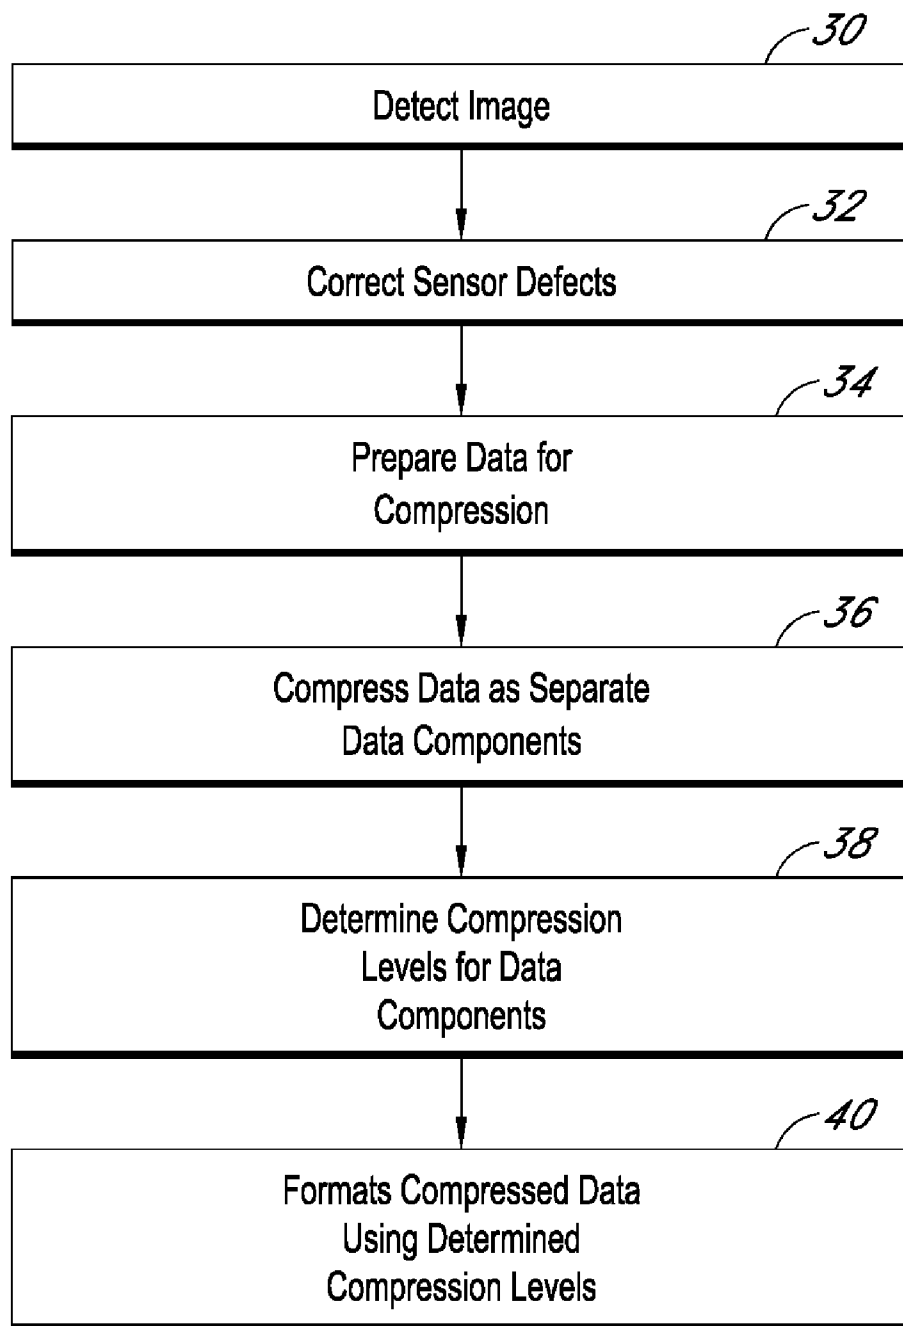 30
Detect Image
32
Correct Sensor Defects
34
Prepare Data for
Compression
36
Compress Data as Separate
Data Components
38
Determine Compression
Levels for Data
Components
40
Formats Compressed Data
Using Determined
Compression Levels